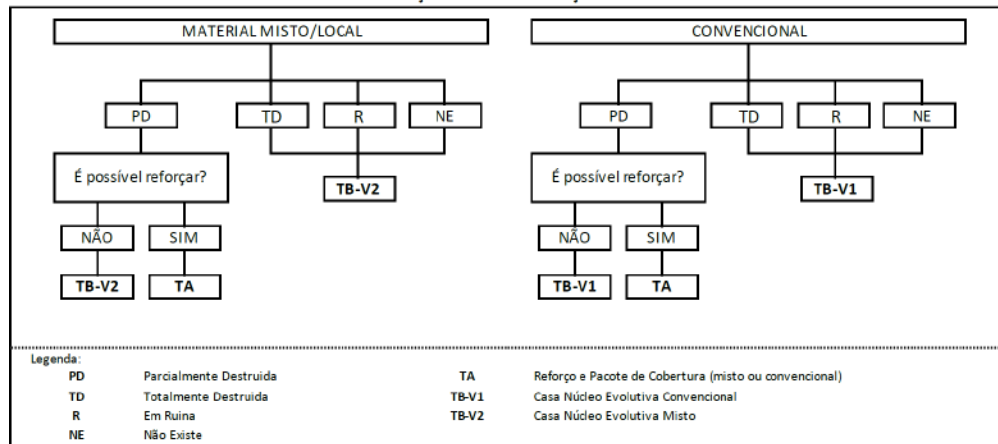 MATERIAL MISTO/LOCAL
PD
TD
R
NE
É possível reforçar?
TB-V2
NÃO
SIM
TB-V2
TA
CONVENCIONAL
PD
TD
R
NE
É possível reforçar?
TB-V1
NÃO
SIM
TB-V1
TA
Legenda:
PD Parcialmente Destruida
TD Totalmente Destruida
R Em Ruina
NE Não Existe
TA Reforço e Pacote de Cobertura (misto ou convencional)
TB-V1 Casa Núcleo Evolutiva Convencional
TB-V2 Casa Núcleo Evolutiva Misto